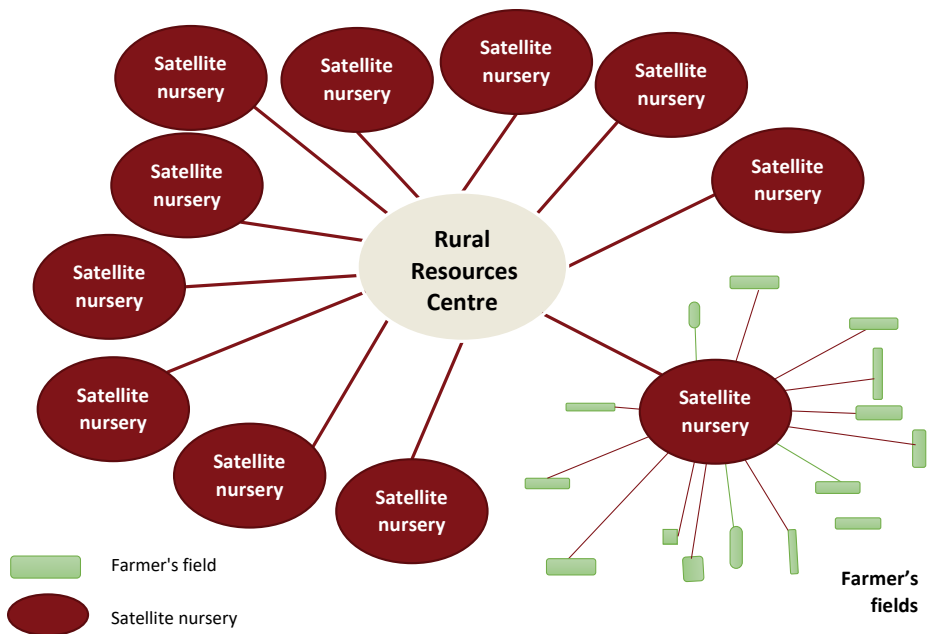 Satellite
nursery
Satellite
nursery
Satellite
nursery
Satellite
nursery
Satellite
nursery
Satellite
nursery
Rural
Resources
Centre
Satellite
nursery
Satellite
nursery
Satellite
nursery
Satellite
nursery
Satellite
nursery
Farmer's field
Farmer’s
fields
Satellite nursery